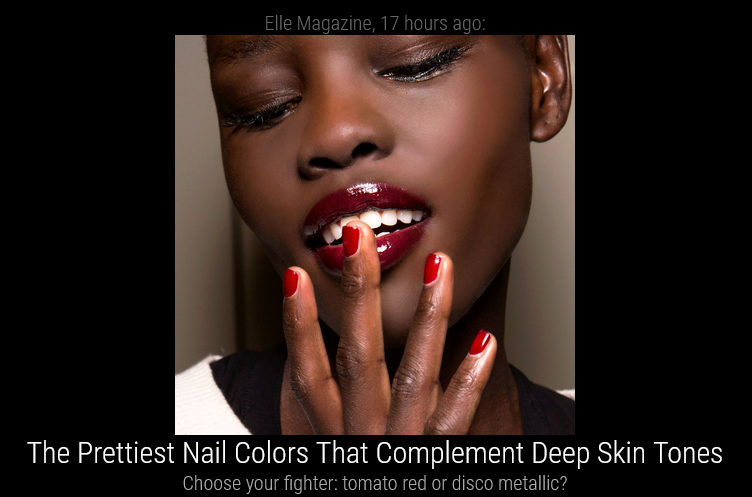 Elle Magazine, 17 hours ago:
The Prettiest Nail Colors That Complement Deep Skin Tones
Choose your fighter: tomato red or disco metallic?